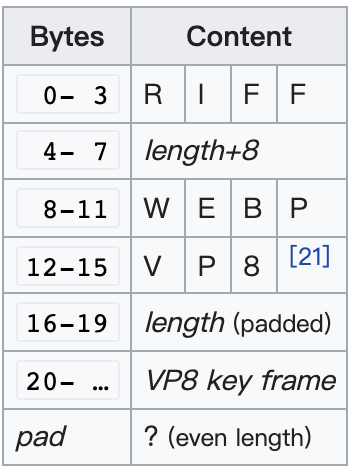 Bytes Content
0– 3 R I F F
4– 7 length+8
8–11 W E B P
12–15 V P 8 [21]
16–19 length (padded)
20– … VP8 key frame
pad ? (even length)